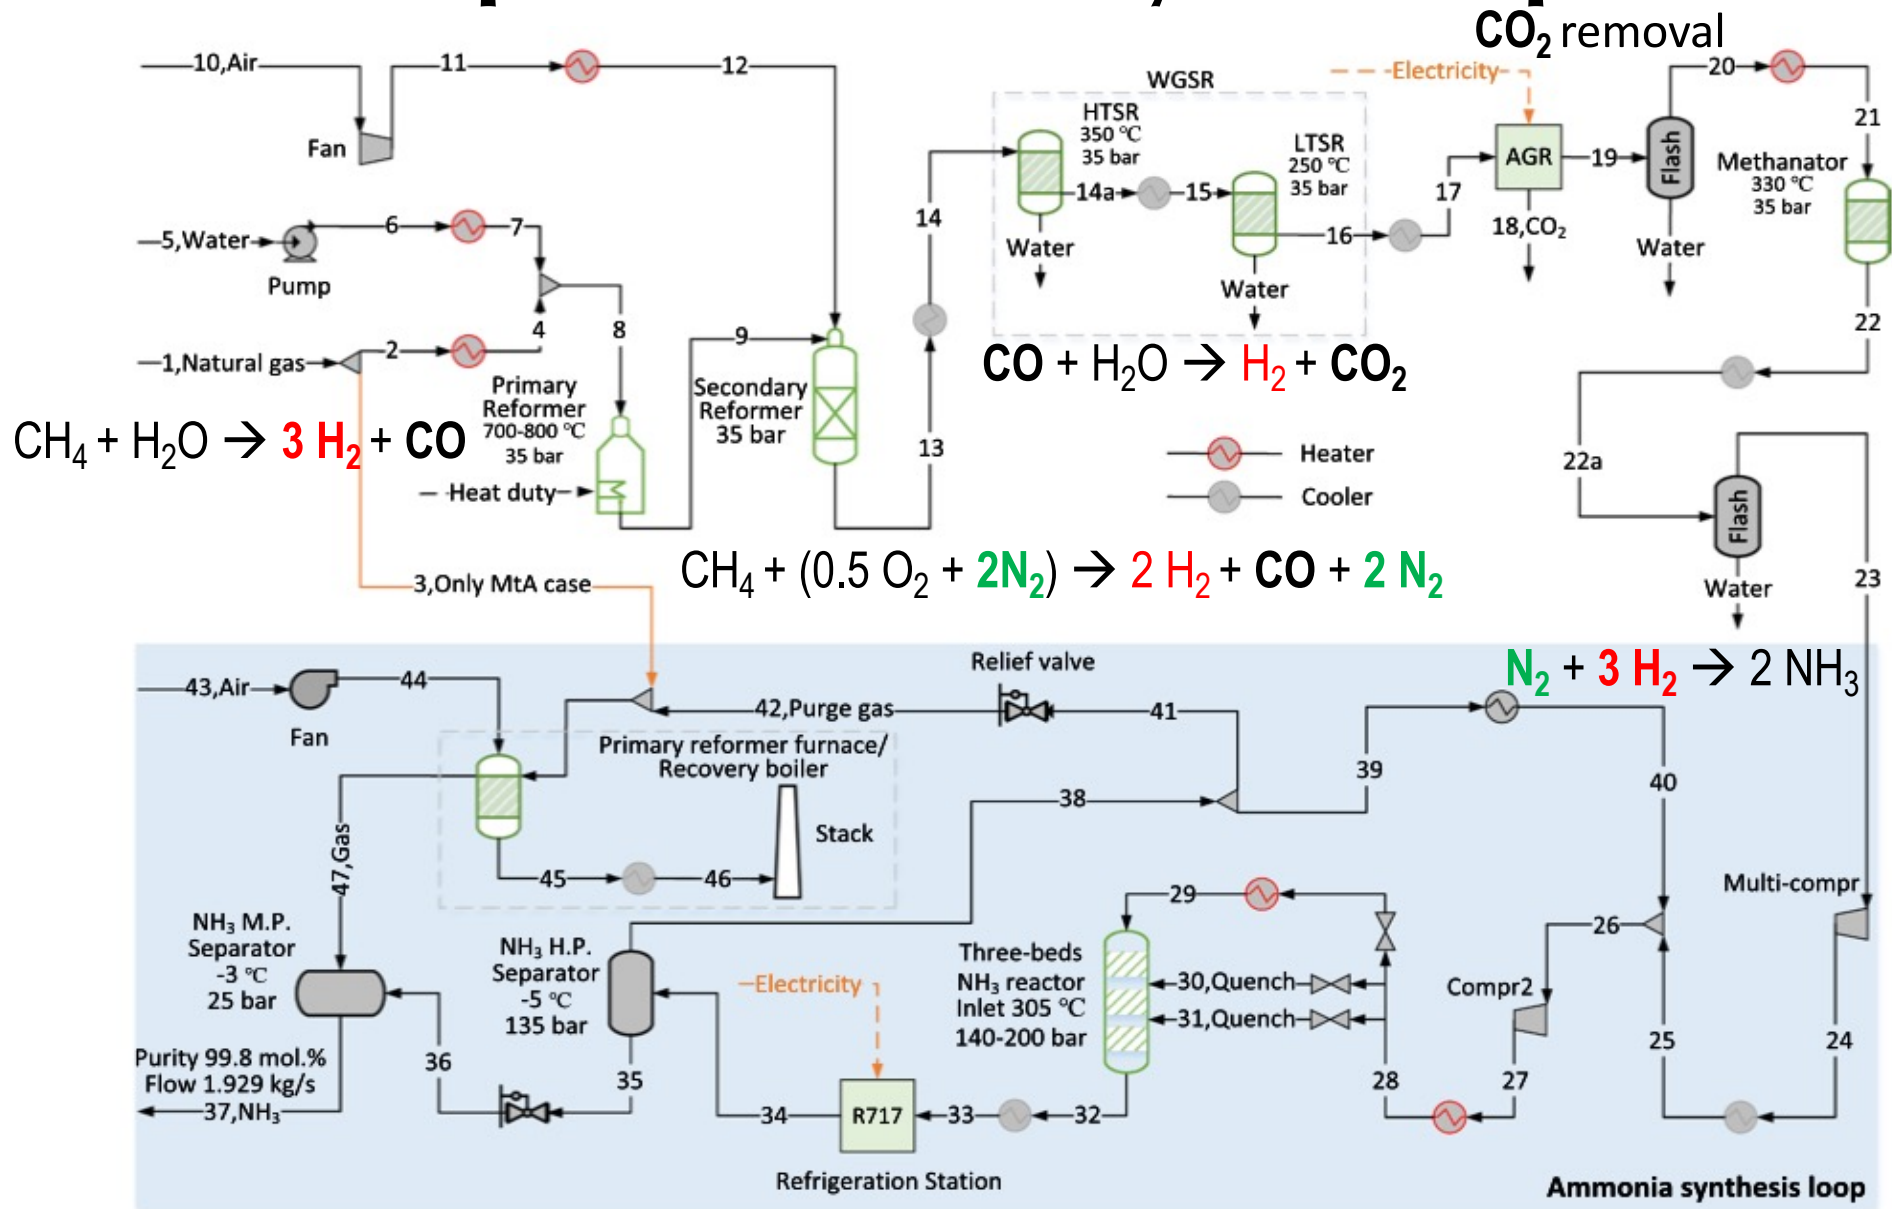 CO₂ removal
10,Air
11
12
Fan
5,Water
6
7
Pump
1,Natural gas
2
4
8
9
CH₄ + H₂O → 3 H₂ + CO
Primary
Reformer
700-800 ℃
35 bar
Heat duty
Secondary
Reformer
35 bar
13
14
WGSR
HTSR
350 ℃
35 bar
14a
15
Water
LTSR
250 ℃
35 bar
16
Water
CO + H₂O → H₂ + CO₂
Electricity
17
AGR
18,CO₂
19
Flash
Water
20
21
Methanator
330 ℃
35 bar
22
22a
Flash
Water
23
Heater
Cooler
3,Only MtA case
CH₄ + (0.5 O₂ + 2N₂) → 2 H₂ + CO + 2 N₂
N₂ + 3 H₂ → 2 NH₃
43,Air
44
Fan
Relief valve
42,Purge gas
41
Primary reformer furnace/
Recovery boiler
Stack
45
46
47,Gas
38
39
40
NH₃ M.P.
Separator
-3 ℃
25 bar
NH₃ H.P.
Separator
-5 ℃
135 bar
Electricity
Three-beds
NH₃ reactor
Inlet 305 ℃
140-200 bar
29
30,Quench
31,Quench
Compr2
26
Multi-compr
Purity 99.8 mol.%
Flow 1.929 kg/s
37,NH₃
36
35
34
R717
33
32
28
27
25
24
Refrigeration Station
Ammonia synthesis loop